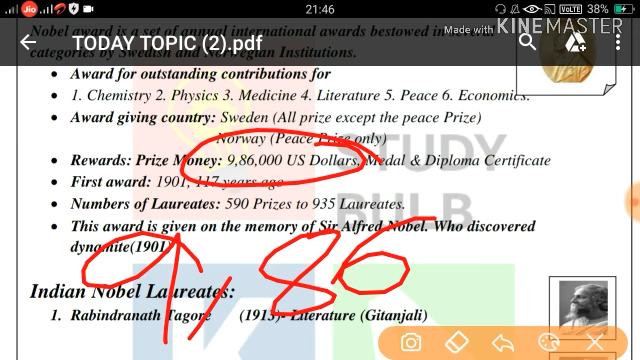 Jio 21:46 VOLTE 38%
Made with
KINEMASTER
TODAY TOPIC (2).pdf
Nobel award is a set of annual international awards bestowed in
categories by Swedish and Norwegian Institutions.
• Award for outstanding contributions for
• 1. Chemistry 2. Physics 3. Medicine 4. Literature 5. Peace 6. Economics.
• Award giving country: Sweden (All prize except the peace Prize)
Norway (Peace Prize only)
• Rewards: Prize Money: 9,86,000 US Dollars, Medal & Diploma Certificate
• First award: 1901, 117 years ago
• Numbers of Laureates: 590 Prizes to 935 Laureates.
• This award is given on the memory of Sir Alfred Nobel. Who discovered
dynamite(1901)
STUDY
BULB
9,86
Indian Nobel Laureates:
1. Rabindranath Tagore (1913)- Literature (Gitanjali)